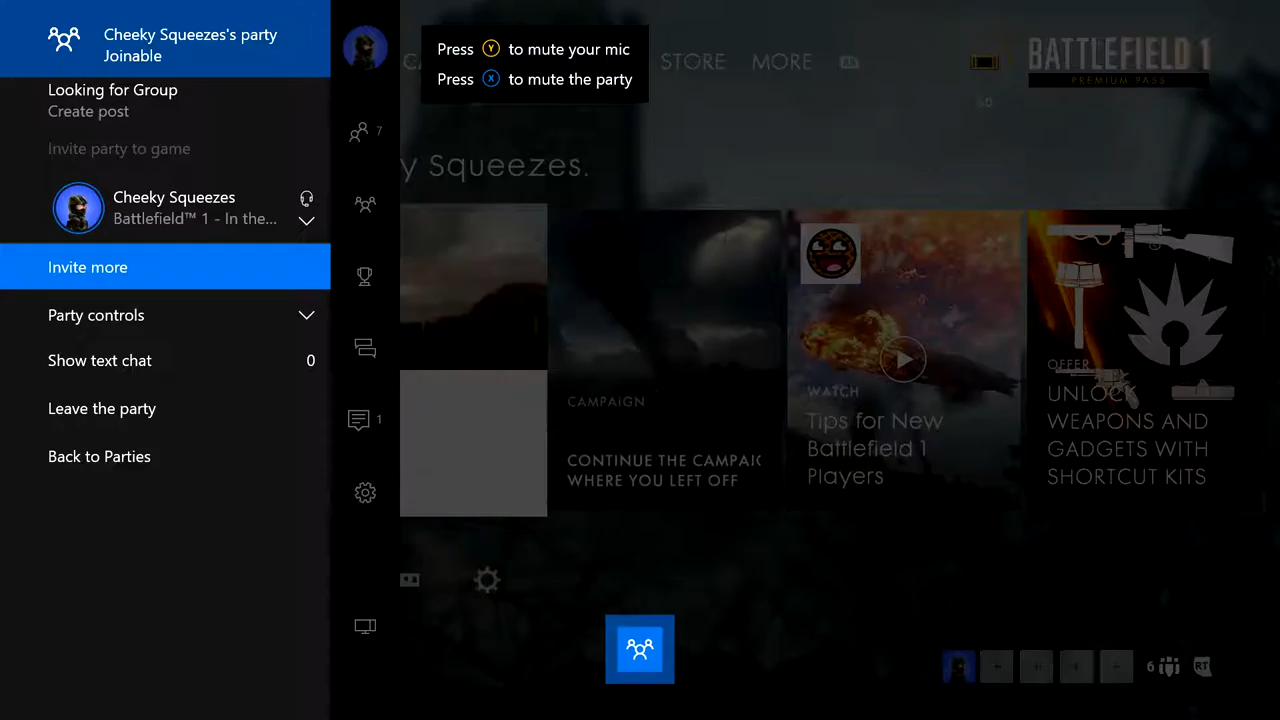 Cheeky Squeezes's party
Joinable
Looking for Group
Create post
Invite party to game
Cheeky Squeezes
Battlefield™ 1 - In the...
Invite more
Party controls
Show text chat 0
Leave the party
Back to Parties
7
1
Press Y to mute your mic
Press X to mute the party
STORE
MORE
BATTLEFIELD 1
PREMIUM PASS
y Squeezes.
CAMPAIGN
CONTINUE THE CAMPAIG
WHERE YOU LEFT OFF
WATCH
Tips for New
Battlefield 1
Players
OFFER
UNLOCK
WEAPONS AND
GADGETS WITH
SHORTCUT KITS
6
RT